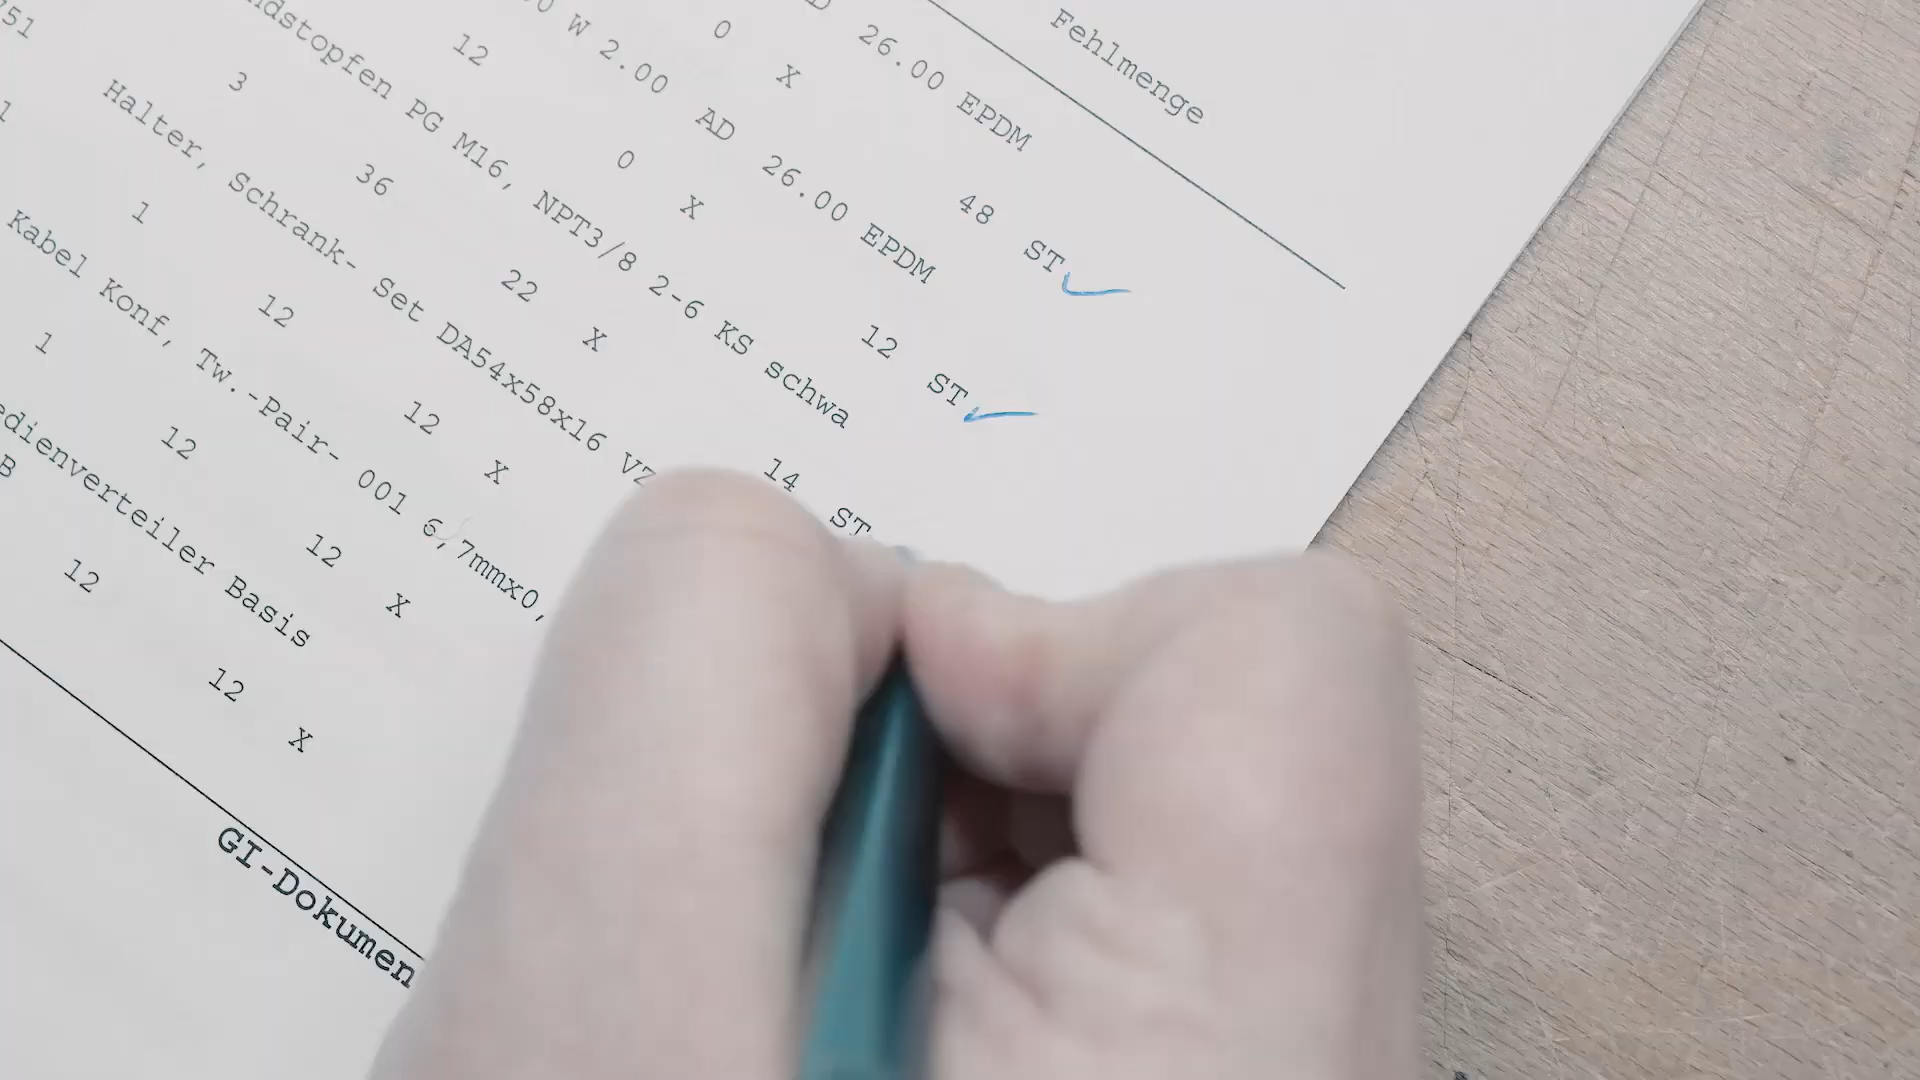 Fehlmenge
26.00 EPDM
0 X 48 ST
W 2.00 AD 26.00 EPDM
12 0 X 12 ST
ndstopfen PG M16, NPT3/8 2-6 KS schwa
3 36 22 X 14 ST
751 Halter, Schrank- Set DA54x58x16 VZ
1 1 12 12 X
Kabel Konf, Tw.-Pair- 001 6,7mmx0,
1 12 12 X
edienverteiler Basis
B
12 12 X
GI-Dokumen